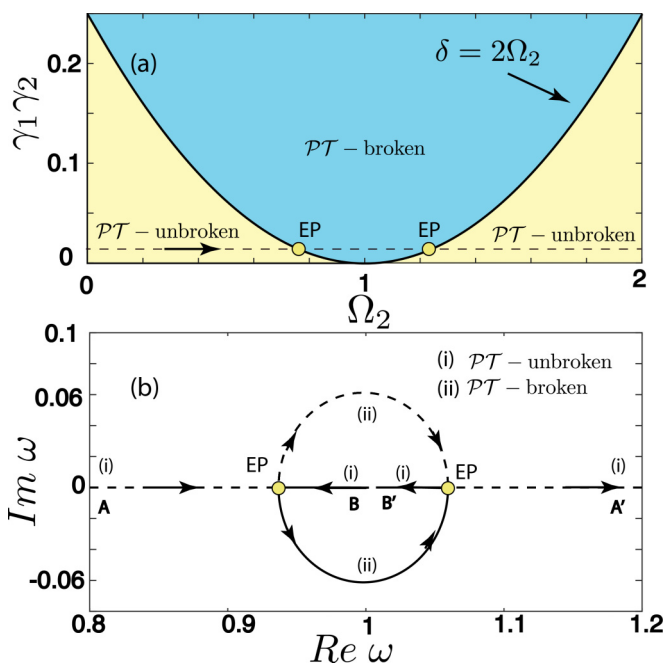 (a)
δ = 2Ω₂
0.2
0.1
0
γ₁γ₂
𝒫𝒯 − broken
EP
EP
𝒫𝒯 − unbroken
𝒫𝒯 − unbroken
0
1
2
Ω₂
(b)
0.1
0.06
0
-0.06
Im ω
(i) 𝒫𝒯 − unbroken
(ii) 𝒫𝒯 − broken
(ii)
EP
EP
(i)
(i)
(i)
(i)
A
B
B'
A'
(ii)
0.8
0.9
1
1.1
1.2
Re ω